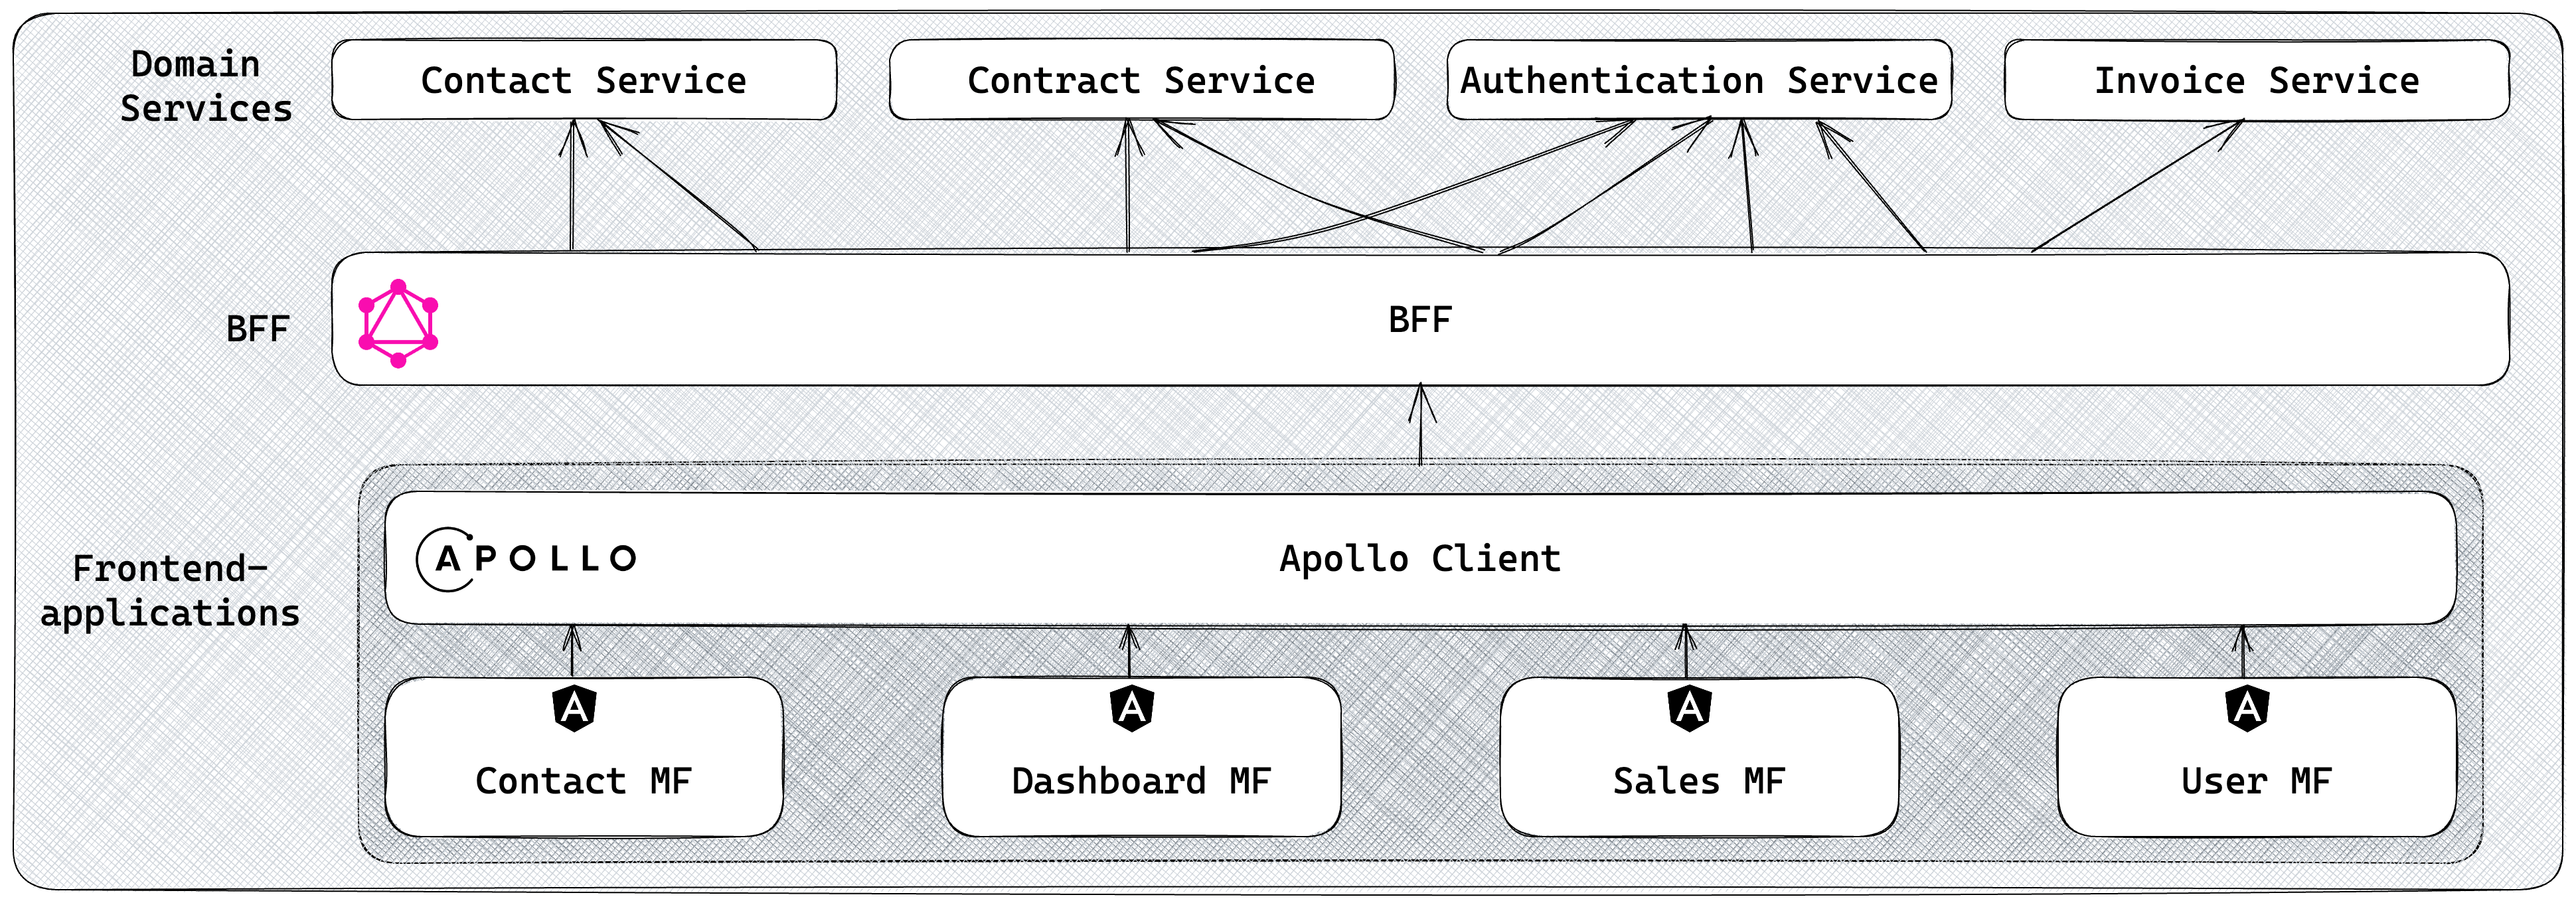 Domain
Services
Contact Service
Contract Service
Authentication Service
Invoice Service
BFF
BFF
Frontend-
applications
APOLLO
Apollo Client
A
Contact MF
A
Dashboard MF
A
Sales MF
A
User MF